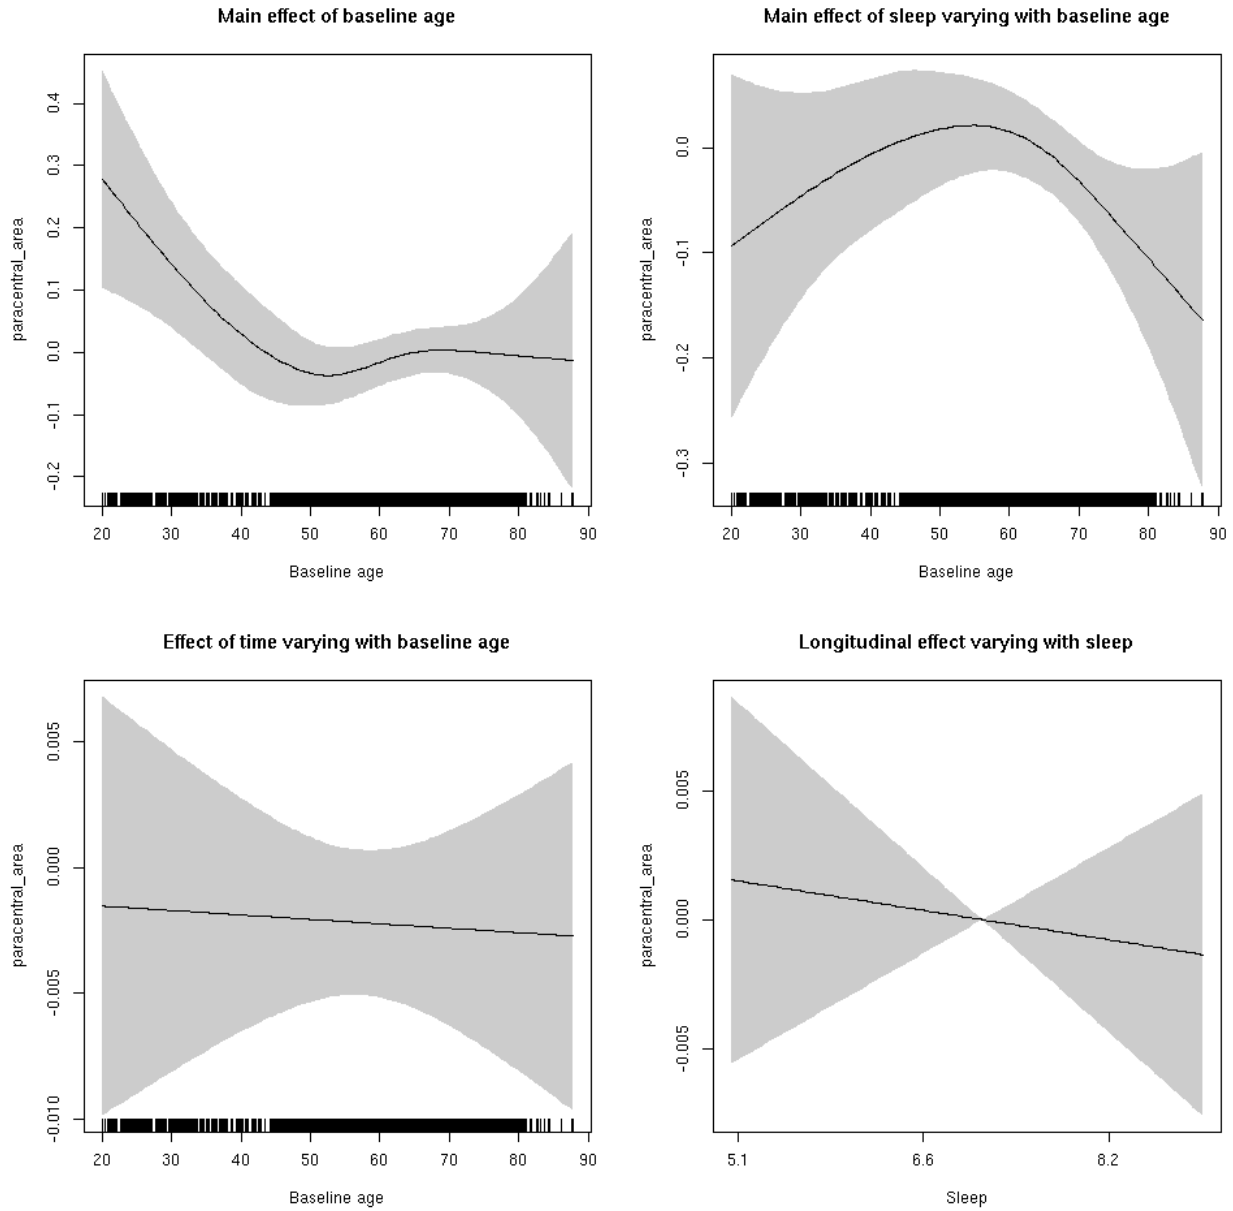 Main effect of baseline age
paracentral_area
0.4
0.3
0.2
0.1
0.0
-0.1
-0.2
20 30 40 50 60 70 80 90
Baseline age
Main effect of sleep varying with baseline age
paracentral_area
0.0
-0.1
-0.2
-0.3
20 30 40 50 60 70 80 90
Baseline age
Effect of time varying with baseline age
paracentral_area
0.005
0.000
-0.005
-0.010
20 30 40 50 60 70 80 90
Baseline age
Longitudinal effect varying with sleep
paracentral_area
0.005
0.000
-0.005
5.1 6.6 8.2
Sleep